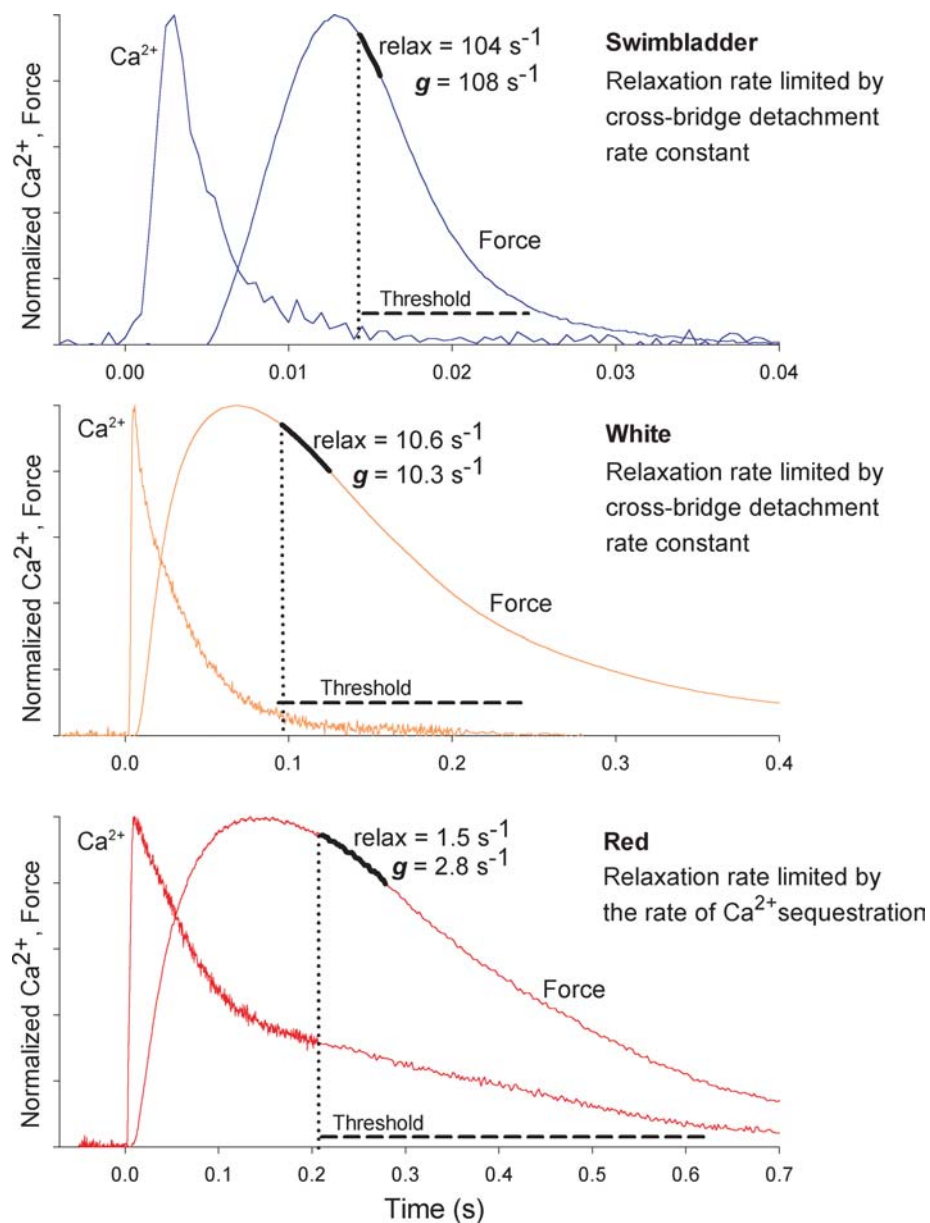 Normalized Ca²⁺, Force
Ca²⁺
relax = 104 s⁻¹
g = 108 s⁻¹
Force
Threshold
Swimbladder
Relaxation rate limited by
cross-bridge detachment
rate constant
0.00 0.01 0.02 0.03 0.04
Normalized Ca²⁺, Force
Ca²⁺
relax = 10.6 s⁻¹
g = 10.3 s⁻¹
Force
Threshold
White
Relaxation rate limited by
cross-bridge detachment
rate constant
0.0 0.1 0.2 0.3 0.4
Normalized Ca²⁺, Force
Ca²⁺
relax = 1.5 s⁻¹
g = 2.8 s⁻¹
Force
Threshold
Red
Relaxation rate limited by
the rate of Ca²⁺ sequestration
0.0 0.1 0.2 0.3 0.4 0.5 0.6 0.7
Time (s)